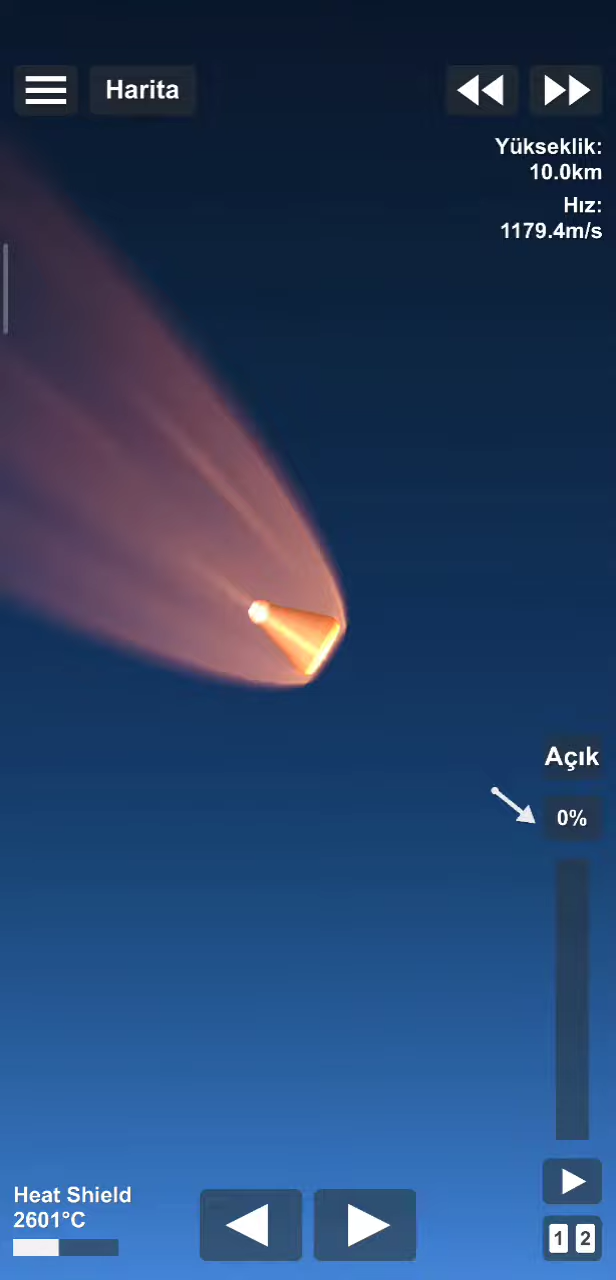 Harita
Yükseklik:
10.0km
Hız:
1179.4m/s
Açık
0%
Heat Shield
2601°C
1 2